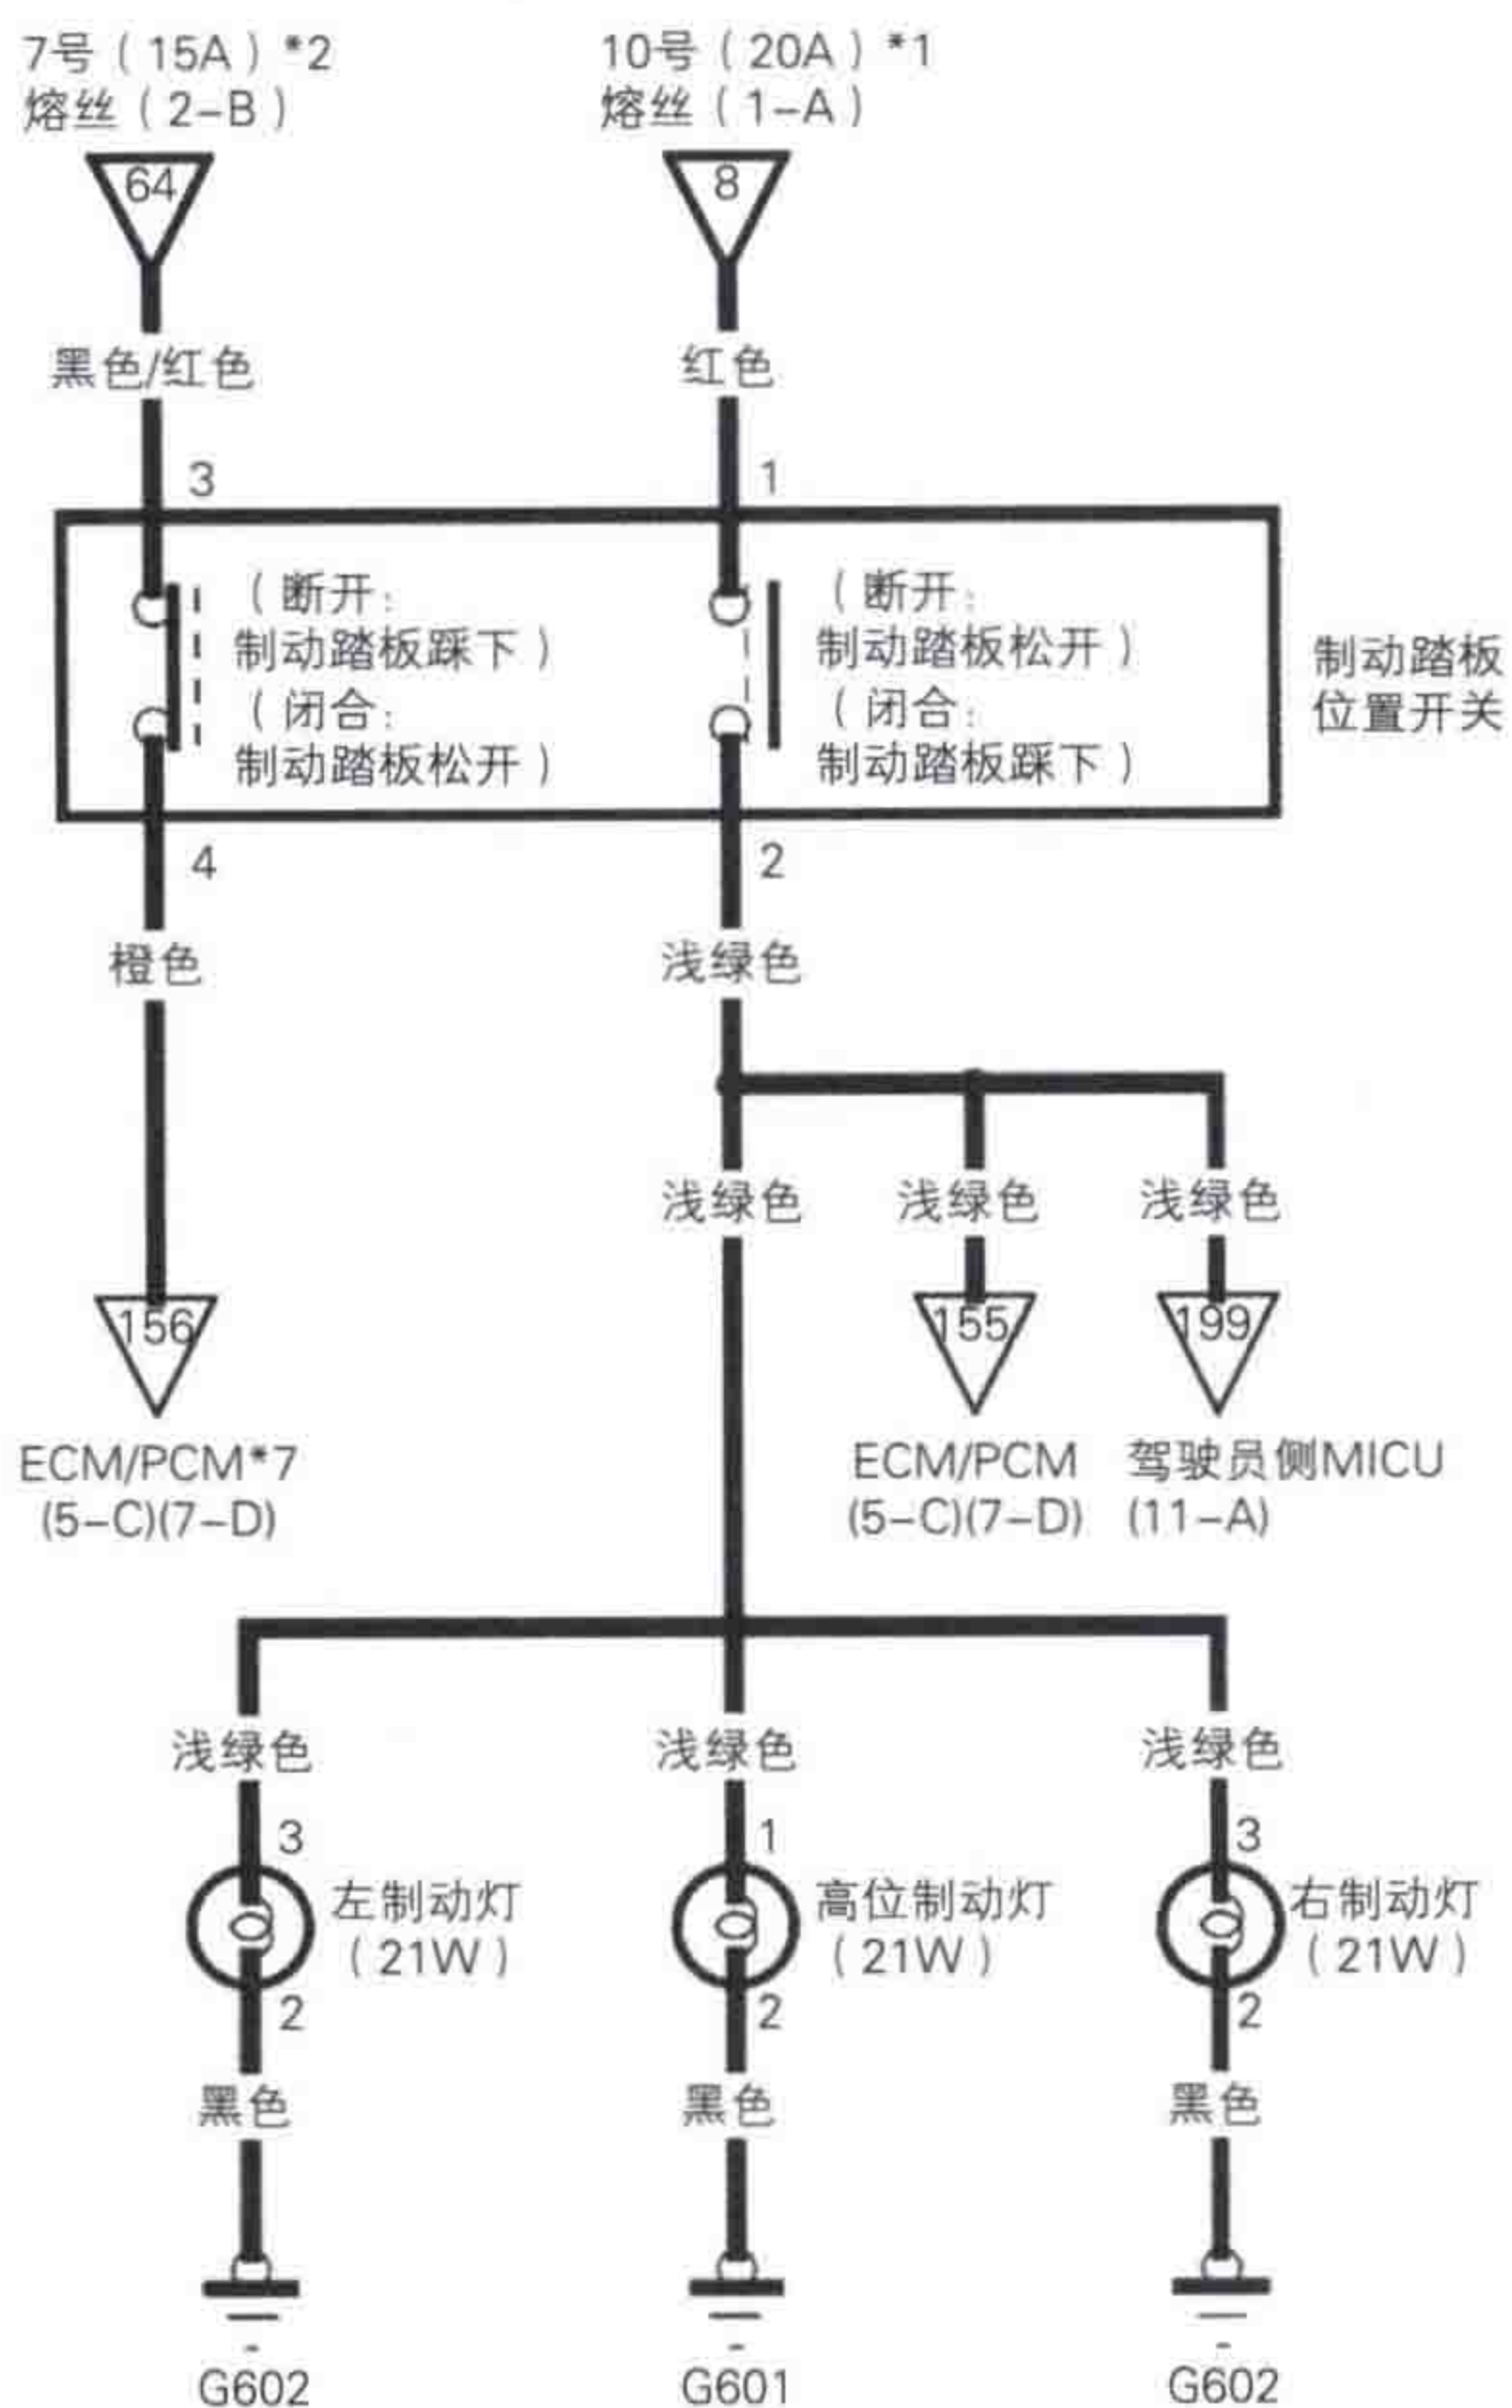 7号（15A）*2
熔丝（2-B）
10号（20A）*1
熔丝（1-A）
64
8
黑色/红色
红色
3
1
（断开：
制动踏板踩下）
（闭合：
制动踏板松开）
（断开：
制动踏板松开）
（闭合：
制动踏板踩下）
制动踏板
位置开关
4
2
橙色
浅绿色
浅绿色
浅绿色
浅绿色
156
155
199
ECM/PCM*7
(5-C)(7-D)
ECM/PCM
(5-C)(7-D)
驾驶员侧MICU
(11-A)
浅绿色
浅绿色
浅绿色
3
1
3
左制动灯
（21W）
高位制动灯
（21W）
右制动灯
（21W）
2
2
2
黑色
黑色
黑色
G602
G601
G602